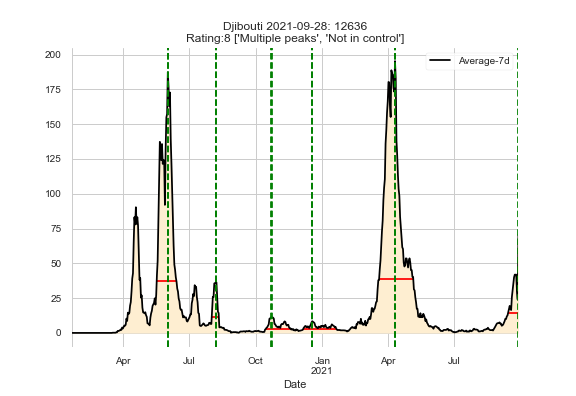 Djibouti 2021-09-28: 12636
Rating:8 ['Multiple peaks', 'Not in control']
Average-7d
200
175
150
125
100
75
50
25
0
Apr Jul Oct Jan Apr Jul
2021
Date